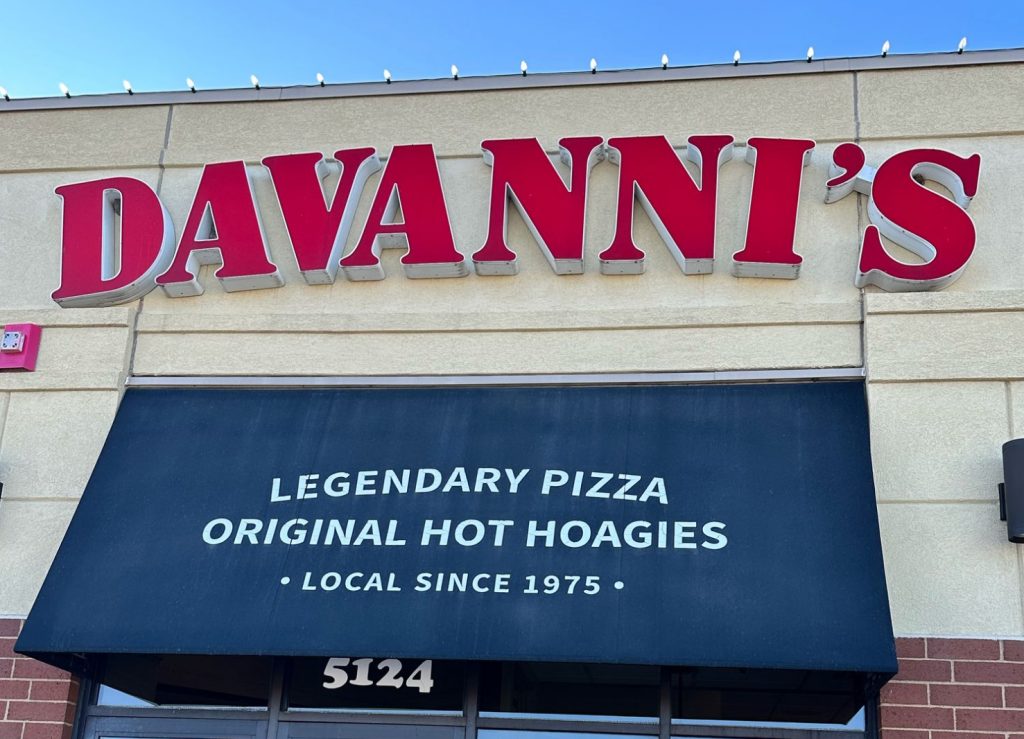 DAVANNI'S
LEGENDARY PIZZA
ORIGINAL HOT HOAGIES
• LOCAL SINCE 1975 •
5124